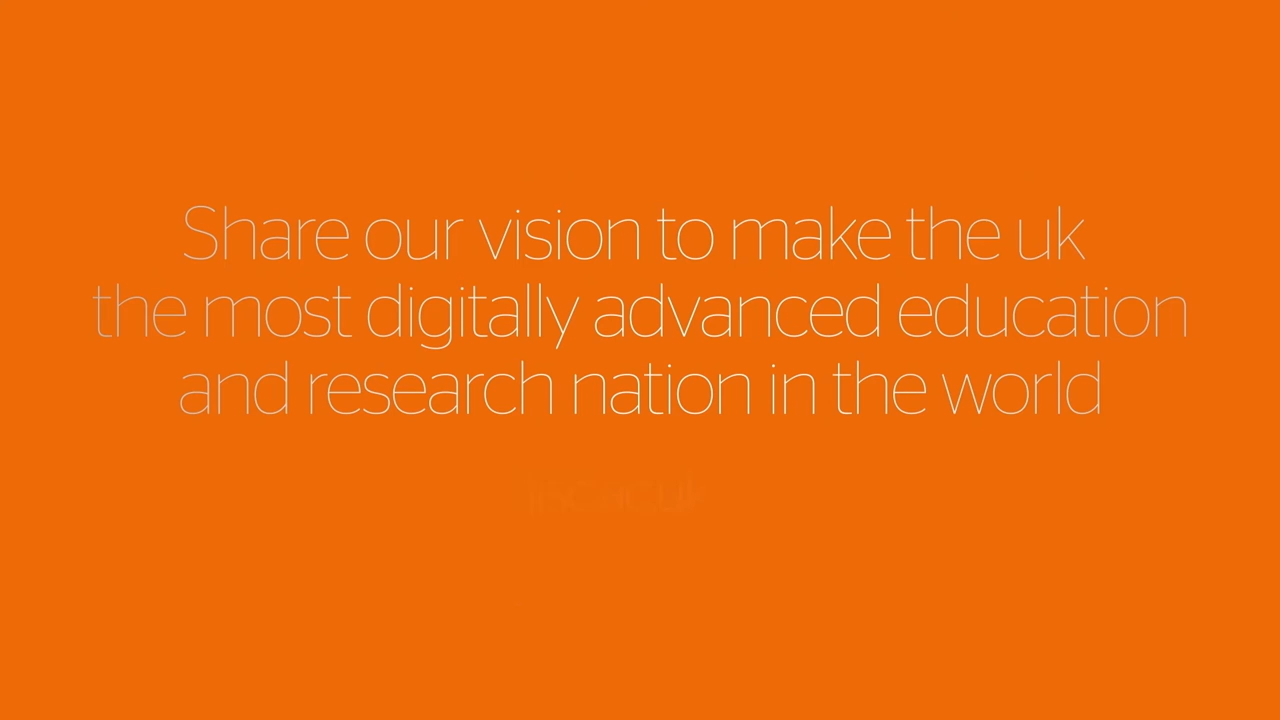 Share our vision to make the uk
the most digitally advanced education
and research nation in the world